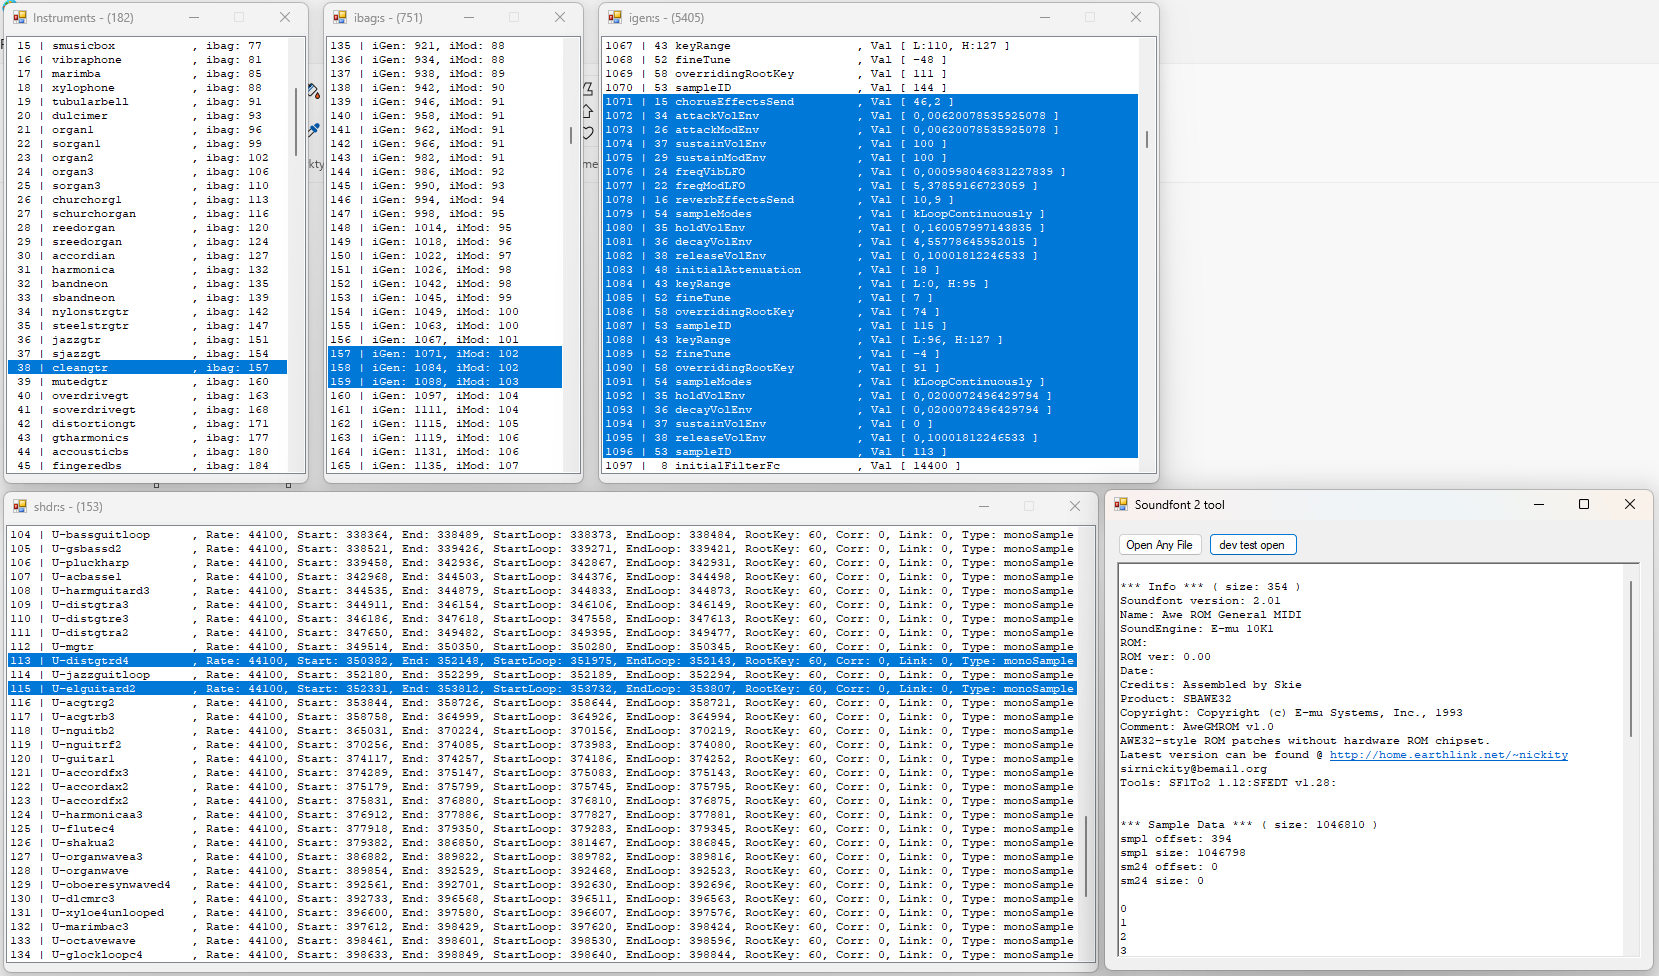 Instruments - (182)
15 | smusicbox , ibag: 77
16 | vibraphone , ibag: 81
17 | marimba , ibag: 85
18 | xylophone , ibag: 88
19 | tubularbell , ibag: 91
20 | dulcimer , ibag: 93
21 | organ1 , ibag: 96
22 | sorgan1 , ibag: 99
23 | organ2 , ibag: 102
24 | organ3 , ibag: 106
25 | sorgan3 , ibag: 110
26 | churchorgl , ibag: 113
27 | schurchorgan , ibag: 116
28 | reedorgan , ibag: 120
29 | sreedorgan , ibag: 124
30 | accordian , ibag: 127
31 | harmonica , ibag: 132
32 | bandneon , ibag: 135
33 | sbandneon , ibag: 139
34 | nylonstrgtr , ibag: 142
35 | steelstrgtr , ibag: 147
36 | jazzgtr , ibag: 151
37 | sjazzgt , ibag: 154
38 | cleangtr , ibag: 157
39 | mutedgtr , ibag: 160
40 | overdrivegt , ibag: 163
41 | soverdrivegt , ibag: 168
42 | distortiongt , ibag: 171
43 | gtharmonics , ibag: 177
44 | accousticbs , ibag: 180
45 | fingeredbs , ibag: 184
ibag:s - (751)
135 | iGen: 921, iMod: 88
136 | iGen: 934, iMod: 88
137 | iGen: 938, iMod: 89
138 | iGen: 942, iMod: 90
139 | iGen: 946, iMod: 91
140 | iGen: 958, iMod: 91
141 | iGen: 962, iMod: 91
142 | iGen: 966, iMod: 91
143 | iGen: 982, iMod: 91
144 | iGen: 986, iMod: 92
145 | iGen: 990, iMod: 93
146 | iGen: 994, iMod: 94
147 | iGen: 998, iMod: 95
148 | iGen: 1014, iMod: 95
149 | iGen: 1018, iMod: 96
150 | iGen: 1022, iMod: 97
151 | iGen: 1026, iMod: 98
152 | iGen: 1042, iMod: 98
153 | iGen: 1045, iMod: 99
154 | iGen: 1049, iMod: 100
155 | iGen: 1063, iMod: 100
156 | iGen: 1067, iMod: 101
157 | iGen: 1071, iMod: 102
158 | iGen: 1084, iMod: 102
159 | iGen: 1088, iMod: 103
160 | iGen: 1097, iMod: 104
161 | iGen: 1111, iMod: 104
162 | iGen: 1115, iMod: 105
163 | iGen: 1119, iMod: 106
164 | iGen: 1131, iMod: 106
165 | iGen: 1135, iMod: 107
igen:s - (5405)
1067 | 43 keyRange , Val [ L:110, H:127 ]
1068 | 52 fineTune , Val [ -48 ]
1069 | 58 overridingRootKey , Val [ 111 ]
1070 | 53 sampleID , Val [ 144 ]
1071 | 15 chorusEffectsSend , Val [ 46,2 ]
1072 | 34 attackVolEnv , Val [ 0,00620078535925078 ]
1073 | 26 attackModEnv , Val [ 0,00620078535925078 ]
1074 | 37 sustainVolEnv , Val [ 100 ]
1075 | 29 sustainModEnv , Val [ 100 ]
1076 | 24 freqVibLFO , Val [ 0,000998046831227839 ]
1077 | 22 freqModLFO , Val [ 5,37859166723059 ]
1078 | 16 reverbEffectsSend , Val [ 10,9 ]
1079 | 54 sampleModes , Val [ kLoopContinuously ]
1080 | 35 holdVolEnv , Val [ 0,160057997143835 ]
1081 | 36 decayVolEnv , Val [ 4,55778645952015 ]
1082 | 38 releaseVolEnv , Val [ 0,10001812246533 ]
1083 | 48 initialAttenuation , Val [ 18 ]
1084 | 43 keyRange , Val [ L:0, H:95 ]
1085 | 52 fineTune , Val [ 7 ]
1086 | 58 overridingRootKey , Val [ 74 ]
1087 | 53 sampleID , Val [ 115 ]
1088 | 43 keyRange , Val [ L:96, H:127 ]
1089 | 52 fineTune , Val [ -4 ]
1090 | 58 overridingRootKey , Val [ 91 ]
1091 | 54 sampleModes , Val [ kLoopContinuously ]
1092 | 35 holdVolEnv , Val [ 0,0200072496429794 ]
1093 | 36 decayVolEnv , Val [ 0,0200072496429794 ]
1094 | 37 sustainVolEnv , Val [ 0 ]
1095 | 38 releaseVolEnv , Val [ 0,10001812246533 ]
1096 | 53 sampleID , Val [ 113 ]
1097 | 8 initialFilterFc , Val [ 14400 ]
kty
me
shdr:s - (153)
104 | U-bassguitloop , Rate: 44100, Start: 338364, End: 338489, StartLoop: 338373, EndLoop: 338484, RootKey: 60, Corr: 0, Link: 0, Type: monoSample
105 | U-gsbassd2 , Rate: 44100, Start: 338521, End: 339426, StartLoop: 339271, EndLoop: 339421, RootKey: 60, Corr: 0, Link: 0, Type: monoSample
106 | U-pluckharp , Rate: 44100, Start: 339458, End: 342936, StartLoop: 342867, EndLoop: 342931, RootKey: 60, Corr: 0, Link: 0, Type: monoSample
107 | U-acbassel , Rate: 44100, Start: 342968, End: 344503, StartLoop: 344376, EndLoop: 344498, RootKey: 60, Corr: 0, Link: 0, Type: monoSample
108 | U-harmguitard3 , Rate: 44100, Start: 344535, End: 344879, StartLoop: 344833, EndLoop: 344873, RootKey: 60, Corr: 0, Link: 0, Type: monoSample
109 | U-distgtra3 , Rate: 44100, Start: 344911, End: 346154, StartLoop: 346106, EndLoop: 346149, RootKey: 60, Corr: 0, Link: 0, Type: monoSample
110 | U-distgtre3 , Rate: 44100, Start: 346186, End: 347618, StartLoop: 347558, EndLoop: 347613, RootKey: 60, Corr: 0, Link: 0, Type: monoSample
111 | U-distgtra2 , Rate: 44100, Start: 347650, End: 349482, StartLoop: 349395, EndLoop: 349477, RootKey: 60, Corr: 0, Link: 0, Type: monoSample
112 | U-mgtr , Rate: 44100, Start: 349514, End: 350350, StartLoop: 350280, EndLoop: 350345, RootKey: 60, Corr: 0, Link: 0, Type: monoSample
113 | U-distgtrd4 , Rate: 44100, Start: 350382, End: 352148, StartLoop: 351975, EndLoop: 352143, RootKey: 60, Corr: 0, Link: 0, Type: monoSample
114 | U-jazzguitloop , Rate: 44100, Start: 352180, End: 352299, StartLoop: 352189, EndLoop: 352294, RootKey: 60, Corr: 0, Link: 0, Type: monoSample
115 | U-elguitard2 , Rate: 44100, Start: 352331, End: 353812, StartLoop: 353732, EndLoop: 353807, RootKey: 60, Corr: 0, Link: 0, Type: monoSample
116 | U-acgtrg2 , Rate: 44100, Start: 353844, End: 358726, StartLoop: 358644, EndLoop: 358721, RootKey: 60, Corr: 0, Link: 0, Type: monoSample
117 | U-acgtrb3 , Rate: 44100, Start: 358758, End: 364999, StartLoop: 364926, EndLoop: 364994, RootKey: 60, Corr: 0, Link: 0, Type: monoSample
118 | U-nguitb2 , Rate: 44100, Start: 365031, End: 370224, StartLoop: 370156, EndLoop: 370219, RootKey: 60, Corr: 0, Link: 0, Type: monoSample
119 | U-nguitrf2 , Rate: 44100, Start: 370256, End: 374085, StartLoop: 373983, EndLoop: 374080, RootKey: 60, Corr: 0, Link: 0, Type: monoSample
120 | U-guitar1 , Rate: 44100, Start: 374117, End: 374257, StartLoop: 374186, EndLoop: 374252, RootKey: 60, Corr: 0, Link: 0, Type: monoSample
121 | U-accordfx3 , Rate: 44100, Start: 374289, End: 375147, StartLoop: 375083, EndLoop: 375143, RootKey: 60, Corr: 0, Link: 0, Type: monoSample
122 | U-accordax2 , Rate: 44100, Start: 375179, End: 375799, StartLoop: 375745, EndLoop: 375795, RootKey: 60, Corr: 0, Link: 0, Type: monoSample
123 | U-accordfx2 , Rate: 44100, Start: 375831, End: 376880, StartLoop: 376810, EndLoop: 376875, RootKey: 60, Corr: 0, Link: 0, Type: monoSample
124 | U-harmonicaa3 , Rate: 44100, Start: 376912, End: 377886, StartLoop: 377827, EndLoop: 377881, RootKey: 60, Corr: 0, Link: 0, Type: monoSample
125 | U-flutec4 , Rate: 44100, Start: 377918, End: 379350, StartLoop: 379283, EndLoop: 379345, RootKey: 60, Corr: 0, Link: 0, Type: monoSample
126 | U-shakua2 , Rate: 44100, Start: 379382, End: 386850, StartLoop: 381467, EndLoop: 386845, RootKey: 60, Corr: 0, Link: 0, Type: monoSample
127 | U-organwavea3 , Rate: 44100, Start: 386882, End: 389822, StartLoop: 389782, EndLoop: 389816, RootKey: 60, Corr: 0, Link: 0, Type: monoSample
128 | U-organwave , Rate: 44100, Start: 389854, End: 392529, StartLoop: 392468, EndLoop: 392523, RootKey: 60, Corr: 0, Link: 0, Type: monoSample
129 | U-oboeresynwaved4 , Rate: 44100, Start: 392561, End: 392701, StartLoop: 392630, EndLoop: 392696, RootKey: 60, Corr: 0, Link: 0, Type: monoSample
130 | U-dlcmrc3 , Rate: 44100, Start: 392733, End: 396568, StartLoop: 396511, EndLoop: 396563, RootKey: 60, Corr: 0, Link: 0, Type: monoSample
131 | U-xyloe4unlooped , Rate: 44100, Start: 396600, End: 397580, StartLoop: 396607, EndLoop: 397576, RootKey: 60, Corr: 0, Link: 0, Type: monoSample
132 | U-marimbac3 , Rate: 44100, Start: 397612, End: 398429, StartLoop: 397620, EndLoop: 398424, RootKey: 60, Corr: 0, Link: 0, Type: monoSample
133 | U-octavewave , Rate: 44100, Start: 398461, End: 398601, StartLoop: 398530, EndLoop: 398596, RootKey: 60, Corr: 0, Link: 0, Type: monoSample
134 | U-glockloopc4 , Rate: 44100, Start: 398633, End: 398849, StartLoop: 398640, EndLoop: 398844, RootKey: 60, Corr: 0, Link: 0, Type: monoSample
Soundfont 2 tool
Open Any File dev test open
*** Info *** ( size: 354 )
Soundfont version: 2.01
Name: Awe ROM General MIDI
SoundEngine: E-mu 10K1
ROM:
ROM ver: 0.00
Date:
Credits: Assembled by Skie
Product: SBAWE32
Copyright: Copyright (c) E-mu Systems, Inc., 1993
Comment: AweGMROM v1.0
AWE32-style ROM patches without hardware ROM chipset.
Latest version can be found @ http://home.earthlink.net/~nickity
sirnickity@bemail.org
Tools: SF1To2 1.12:SFEDT v1.28:
*** Sample Data *** ( size: 1046810 )
smpl offset: 394
smpl size: 1046798
sm24 offset: 0
sm24 size: 0
0
1
2
3